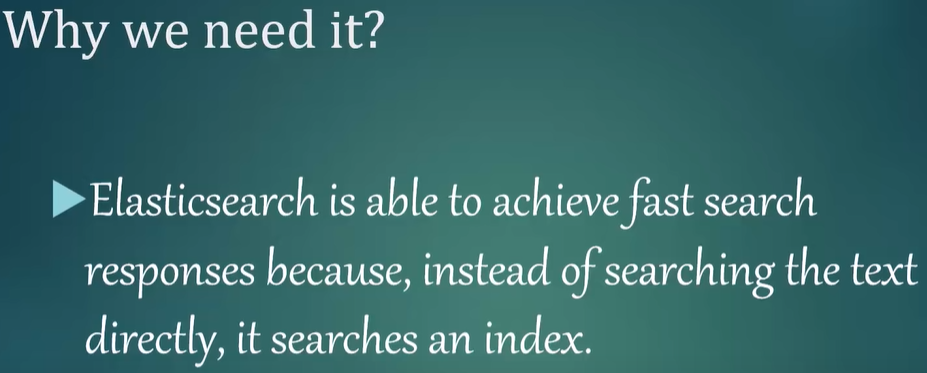 Why we need it?
Elasticsearch is able to achieve fast search
responses because, instead of searching the text
directly, it searches an index.